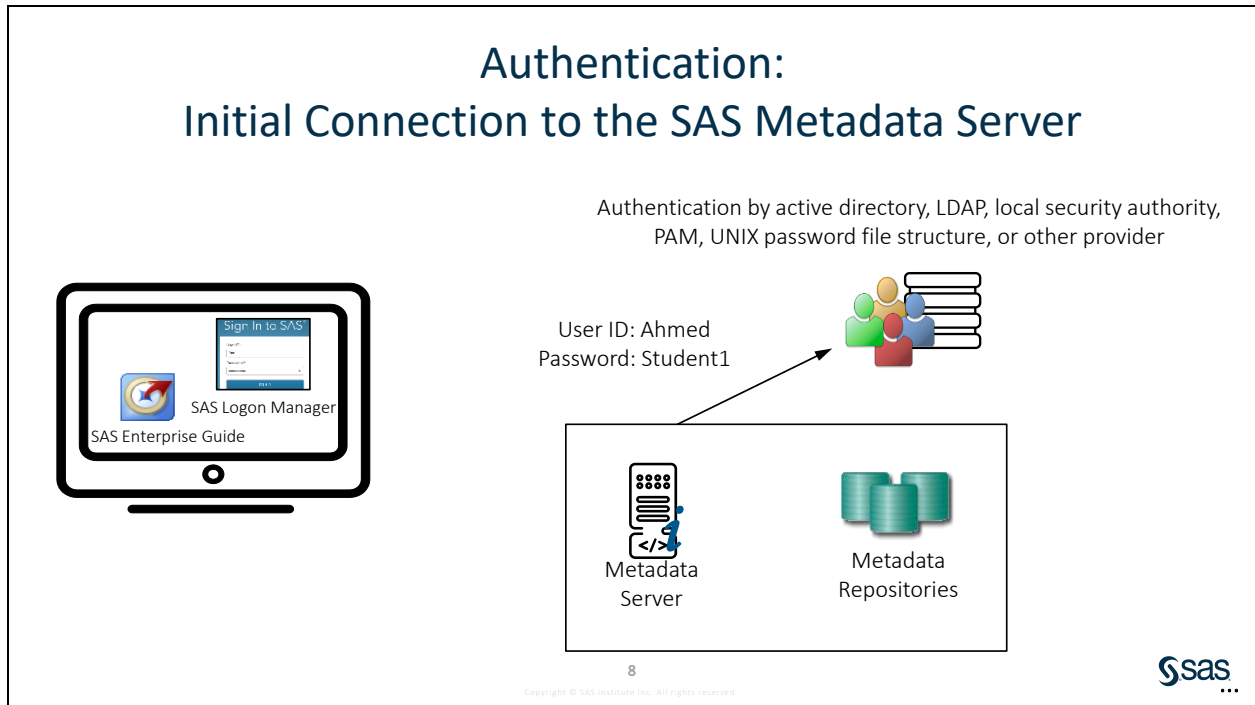 Authentication:
Initial Connection to the SAS Metadata Server
Authentication by active directory, LDAP, local security authority,
PAM, UNIX password file structure, or other provider
User ID: Ahmed
Password: Student1
Sign In to SAS
SAS Logon Manager
SAS Enterprise Guide
</>
i
Metadata
Server
Metadata
Repositories
8
Copyright © SAS Institute Inc. All rights reserved.
sas
...